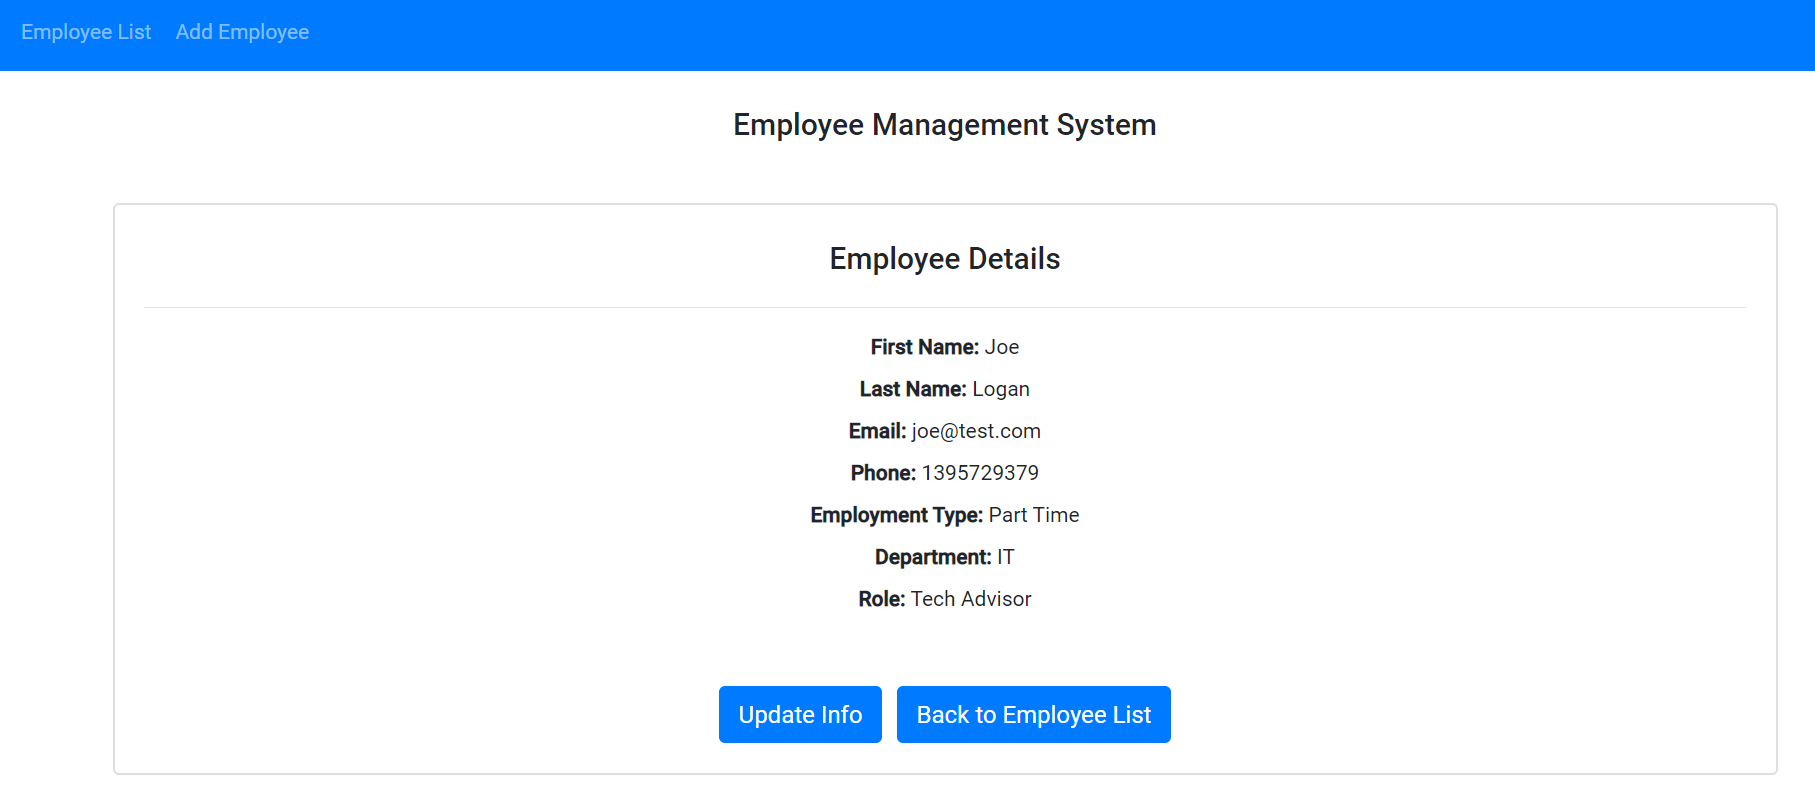 Employee List Add Employee
Employee Management System
Employee Details
First Name: Joe
Last Name: Logan
Email: joe@test.com
Phone: 1395729379
Employment Type: Part Time
Department: IT
Role: Tech Advisor
Update Info Back to Employee List